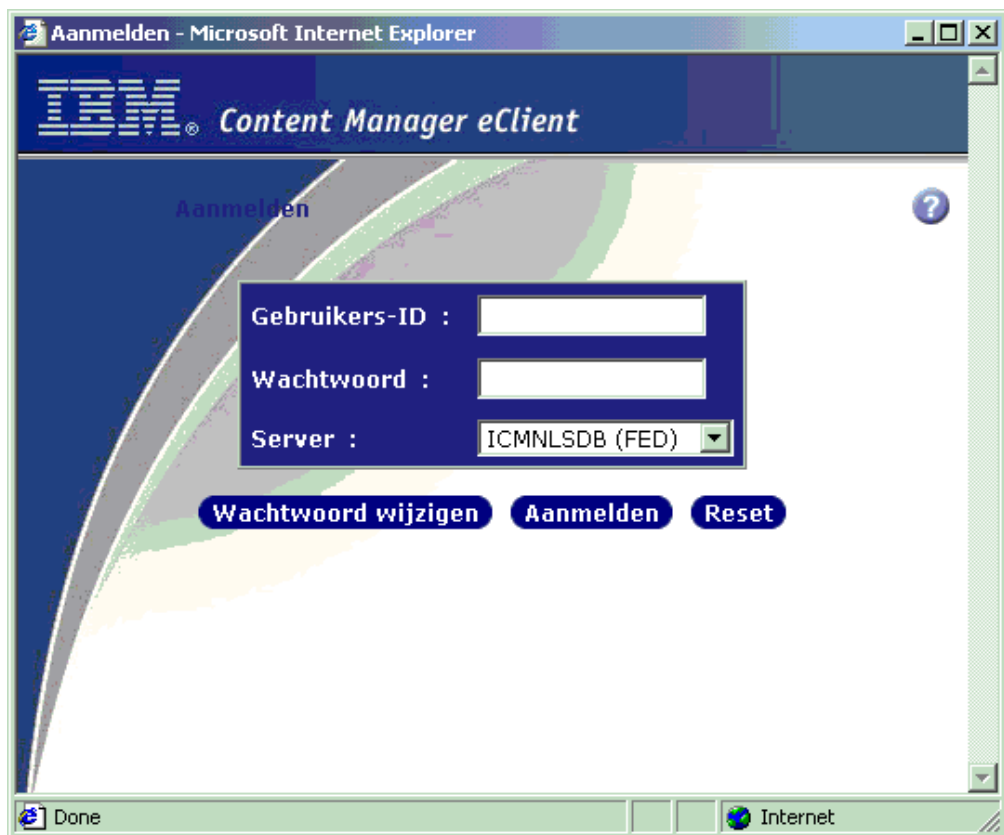 Aanmelden - Microsoft Internet Explorer
IBM® Content Manager eClient
Aanmelden
?
Gebruikers-ID :
Wachtwoord :
Server : ICMNLSDB (FED)
Wachtwoord wijzigen Aanmelden Reset
Done Internet